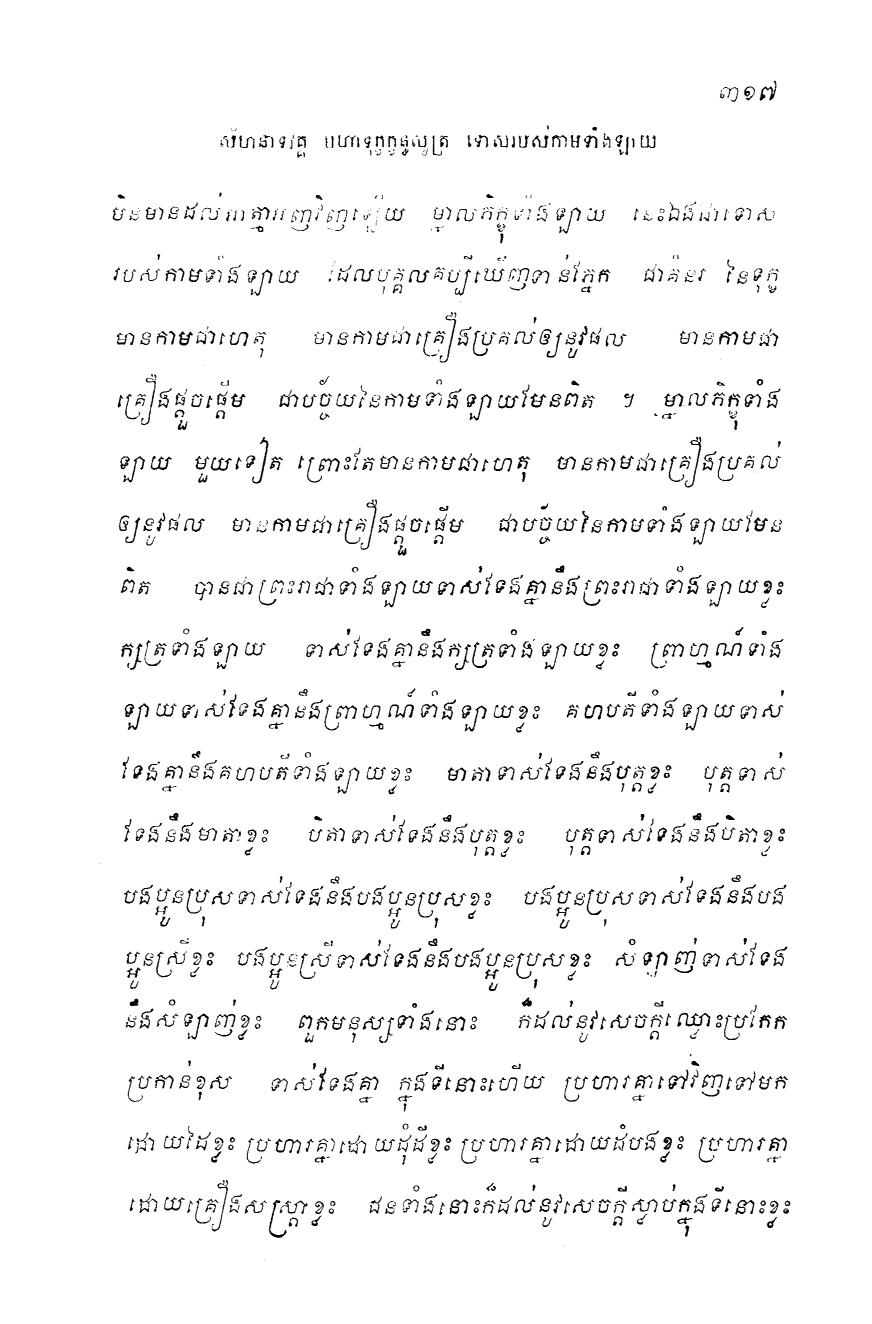 ៣១៧
សីហនាទវគ្គ មហាទុក្ខក្ខន្ធសូត្រ ទោសរបស់កាមទាំងឡាយ
មិនមានដល់អាត្មាអញវិញឡើយ ម្នាលភិក្ខុទាំងឡាយ នេះឯងជាទោស
របស់កាមទាំងឡាយ ដែលបុគ្គលគប្បីឃើញទាន់ភ្នែក ជាគំនរ នៃទុក្ខ
មានកាមជាហេតុ មានកាមជាគ្រឿងប្រគល់ឲ្យនូវផល មានកាមជា
គ្រឿងផ្តួចផ្តើម ជាបច្ច័យនៃកាមទាំងឡាយមែនពិត ។ ម្នាលភិក្ខុទាំង
ឡាយ មួយទៀត ព្រោះតែមានកាមជាហេតុ មានកាមជាគ្រឿងប្រគល់
ឲ្យនូវផល មានកាមជាគ្រឿងផ្តួចផ្តើម ជាបច្ច័យនៃកាមទាំងឡាយមែន
ពិត បានជាព្រះរាជាទាំងឡាយទាស់ទែងគ្នានឹងព្រះរាជាទាំងឡាយខ្លះ
ក្សត្រទាំងឡាយ ទាស់ទែងគ្នានឹងក្សត្រទាំងឡាយខ្លះ ព្រាហ្មណ៍ទាំង
ឡាយទាស់ទែងគ្នានឹងព្រាហ្មណ៍ទាំងឡាយខ្លះ គហបតីទាំងឡាយទាស់
ទែងគ្នានឹងគហបតីទាំងឡាយខ្លះ មាតាទាស់ទែងនឹងបុត្តខ្លះ បុត្តទាស់
ទែងនឹងមាតាខ្លះ បិតាទាស់ទែងនឹងបុត្តខ្លះ បុត្តទាស់ទែងនឹងបិតាខ្លះ
បងប្អូនប្រុសទាស់ទែងនឹងបងប្អូនប្រុសខ្លះ បងប្អូនប្រុសទាស់ទែងនឹងបង
ប្អូនស្រីខ្លះ បងប្អូនស្រីទាស់ទែងនឹងបងប្អូនប្រុសខ្លះ សំឡាញ់ទាស់ទែង
នឹងសំឡាញ់ខ្លះ ពួកមនុស្សទាំងនោះ ក៏ដល់នូវសេចក្តីឈ្លោះប្រកែក
ប្រកាន់ខុស ទាស់ទែងគ្នា ក្នុងទីនោះហើយ ប្រហារគ្នាទៅវិញទៅមក
ដោយដៃខ្លះ ប្រហារគ្នាដោយដុំដីខ្លះ ប្រហារគ្នាដោយដំបងខ្លះ ប្រហារគ្នា
ដោយគ្រឿងសស្ត្រាខ្លះ ជនទាំងនោះក៏ដល់នូវសេចក្តីស្លាប់ក្នុងទីនោះខ្លះ